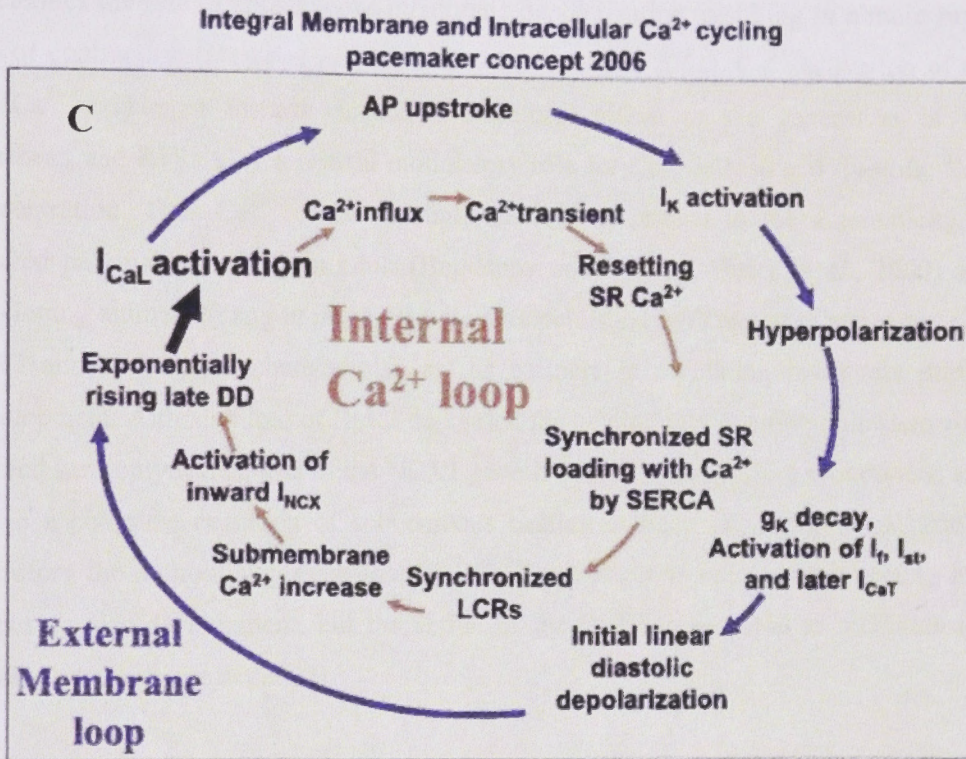 Integral Membrane and Intracellular Ca²⁺ cycling
pacemaker concept 2006
C
AP upstroke
I_K activation
Hyperpolarization
g_K decay,
Activation of I_f, I_st,
and later I_CaT
Initial linear
diastolic
depolarization
External
Membrane
loop
Exponentially
rising late DD
I_CaL activation
Ca²⁺influx
Ca²⁺transient
Resetting
SR Ca²⁺
Internal
Ca²⁺ loop
Synchronized SR
loading with Ca²⁺
by SERCA
Synchronized
LCRs
Submembrane
Ca²⁺ increase
Activation of
inward I_NCX